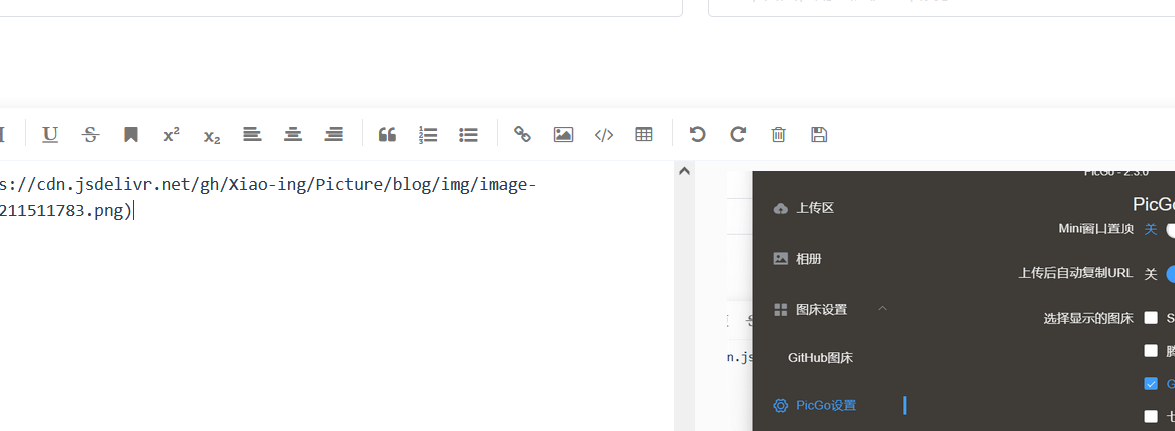 s://cdn.jsdelivr.net/gh/Xiao-ing/Picture/blog/img/image-
211511783.png)
PicGo - 2.3.0
上传区
PicGo
Mini窗口置顶 关
相册
上传后自动复制URL 关
图床设置
选择显示的图床
S
n.js
GitHub图床
腾
G
PicGo设置
七